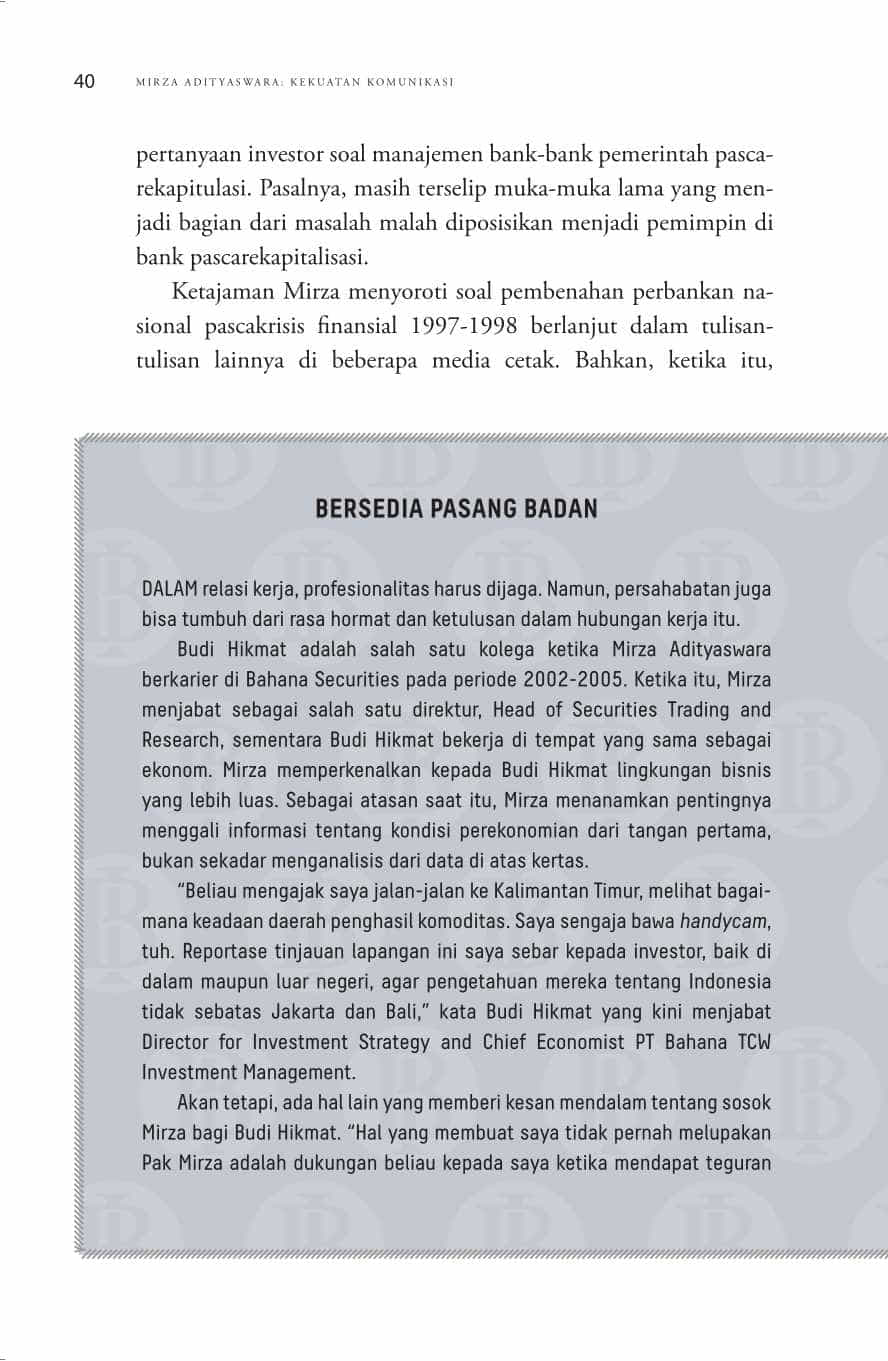 40 MIRZA ADITYASWARA: KEKUATAN KOMUNIKASI
pertanyaan investor soal manajemen bank-bank pemerintah pasca-
rekapitulasi. Pasalnya, masih terselip muka-muka lama yang men-
jadi bagian dari masalah malah diposisikan menjadi pemimpin di
bank pascarekapitalisasi.
Ketajaman Mirza menyoroti soal pembenahan perbankan na-
sional pascakrisis finansial 1997-1998 berlanjut dalam tulisan-
tulisan lainnya di beberapa media cetak. Bahkan, ketika itu,
BERSEDIA PASANG BADAN
DALAM relasi kerja, profesionalitas harus dijaga. Namun, persahabatan juga
bisa tumbuh dari rasa hormat dan ketulusan dalam hubungan kerja itu.
Budi Hikmat adalah salah satu kolega ketika Mirza Adityaswara
berkarier di Bahana Securities pada periode 2002-2005. Ketika itu, Mirza
menjabat sebagai salah satu direktur, Head of Securities Trading and
Research, sementara Budi Hikmat bekerja di tempat yang sama sebagai
ekonom. Mirza memperkenalkan kepada Budi Hikmat lingkungan bisnis
yang lebih luas. Sebagai atasan saat itu, Mirza menanamkan pentingnya
menggali informasi tentang kondisi perekonomian dari tangan pertama,
bukan sekadar menganalisis dari data di atas kertas.
“Beliau mengajak saya jalan-jalan ke Kalimantan Timur, melihat bagai-
mana keadaan daerah penghasil komoditas. Saya sengaja bawa handycam,
tuh. Reportase tinjauan lapangan ini saya sebar kepada investor, baik di
dalam maupun luar negeri, agar pengetahuan mereka tentang Indonesia
tidak sebatas Jakarta dan Bali,” kata Budi Hikmat yang kini menjabat
Director for Investment Strategy and Chief Economist PT Bahana TCW
Investment Management.
Akan tetapi, ada hal lain yang memberi kesan mendalam tentang sosok
Mirza bagi Budi Hikmat. “Hal yang membuat saya tidak pernah melupakan
Pak Mirza adalah dukungan beliau kepada saya ketika mendapat teguran